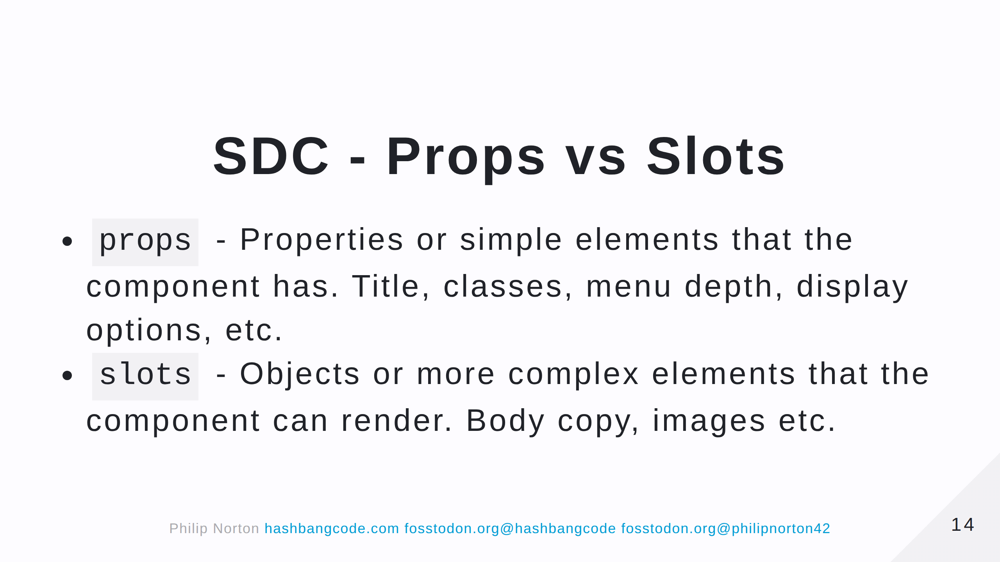 SDC - Props vs Slots
• props - Properties or simple elements that the
component has. Title, classes, menu depth, display
options, etc.
• slots - Objects or more complex elements that the
component can render. Body copy, images etc.
Philip Norton hashbangcode.com fosstodon.org@hashbangcode fosstodon.org@philipnorton42
14